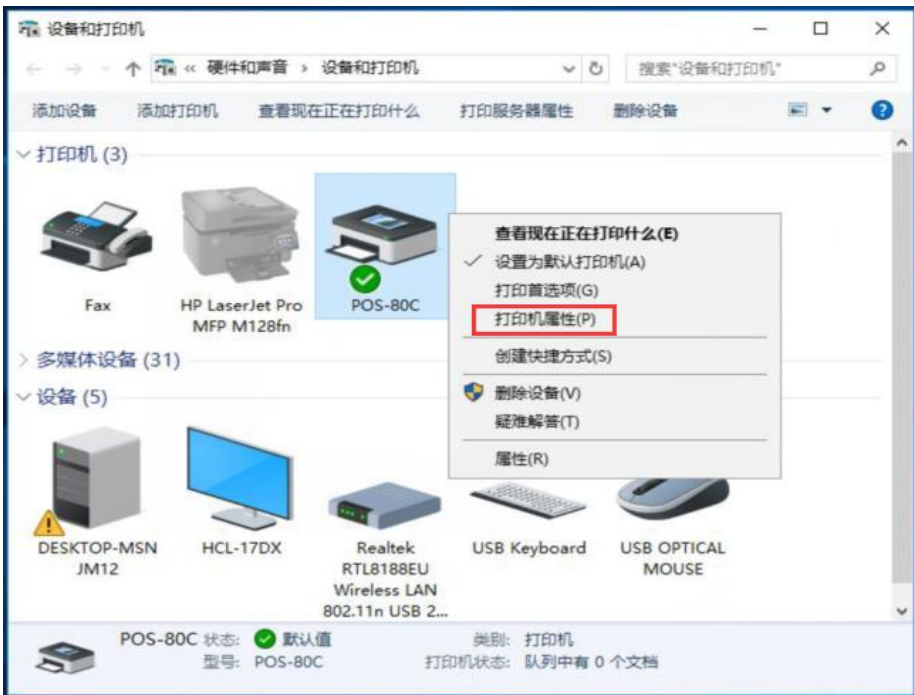 设备和打印机
« 硬件和声音 › 设备和打印机
搜索"设备和打印机"
添加设备 添加打印机 查看现在正在打印什么 打印服务器属性 删除设备
打印机 (3)
Fax
HP LaserJet Pro
MFP M128fn
POS-80C
查看现在正在打印什么(E)
设置为默认打印机(A)
打印首选项(G)
打印机属性(P)
创建快捷方式(S)
删除设备(V)
疑难解答(T)
属性(R)
多媒体设备 (31)
设备 (5)
DESKTOP-MSN
JM12
HCL-17DX
Realtek
RTL8188EU
Wireless LAN
802.11n USB 2...
USB Keyboard
USB OPTICAL
MOUSE
POS-80C 状态: 默认值 类别: 打印机
型号: POS-80C 打印机状态: 队列中有 0 个文档